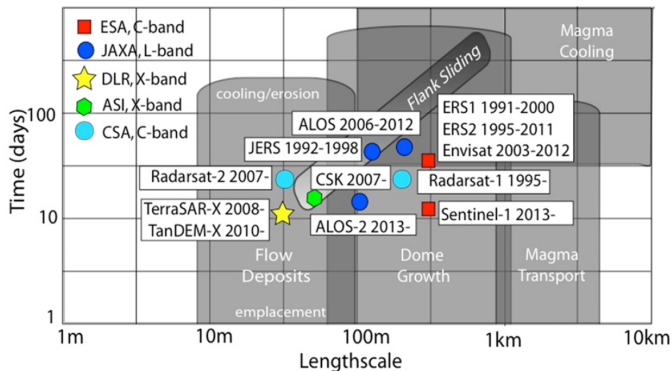 ESA, C-band
JAXA, L-band
DLR, X-band
ASI, X-band
CSA, C-band
Magma
Cooling
Flank Sliding
cooling/erosion
ERS1 1991-2000
ERS2 1995-2011
Envisat 2003-2012
ALOS 2006-2012
JERS 1992-1998
Radarsat-2 2007-
CSK 2007-
Radarsat-1 1995-
TerraSAR-X 2008-
TanDEM-X 2010-
ALOS-2 2013-
Sentinel-1 2013-
Flow
Deposits
emplacement
Dome
Growth
Magma
Transport
Time (days)
100
10
1
1m
10m
100m
1km
10km
Lengthscale